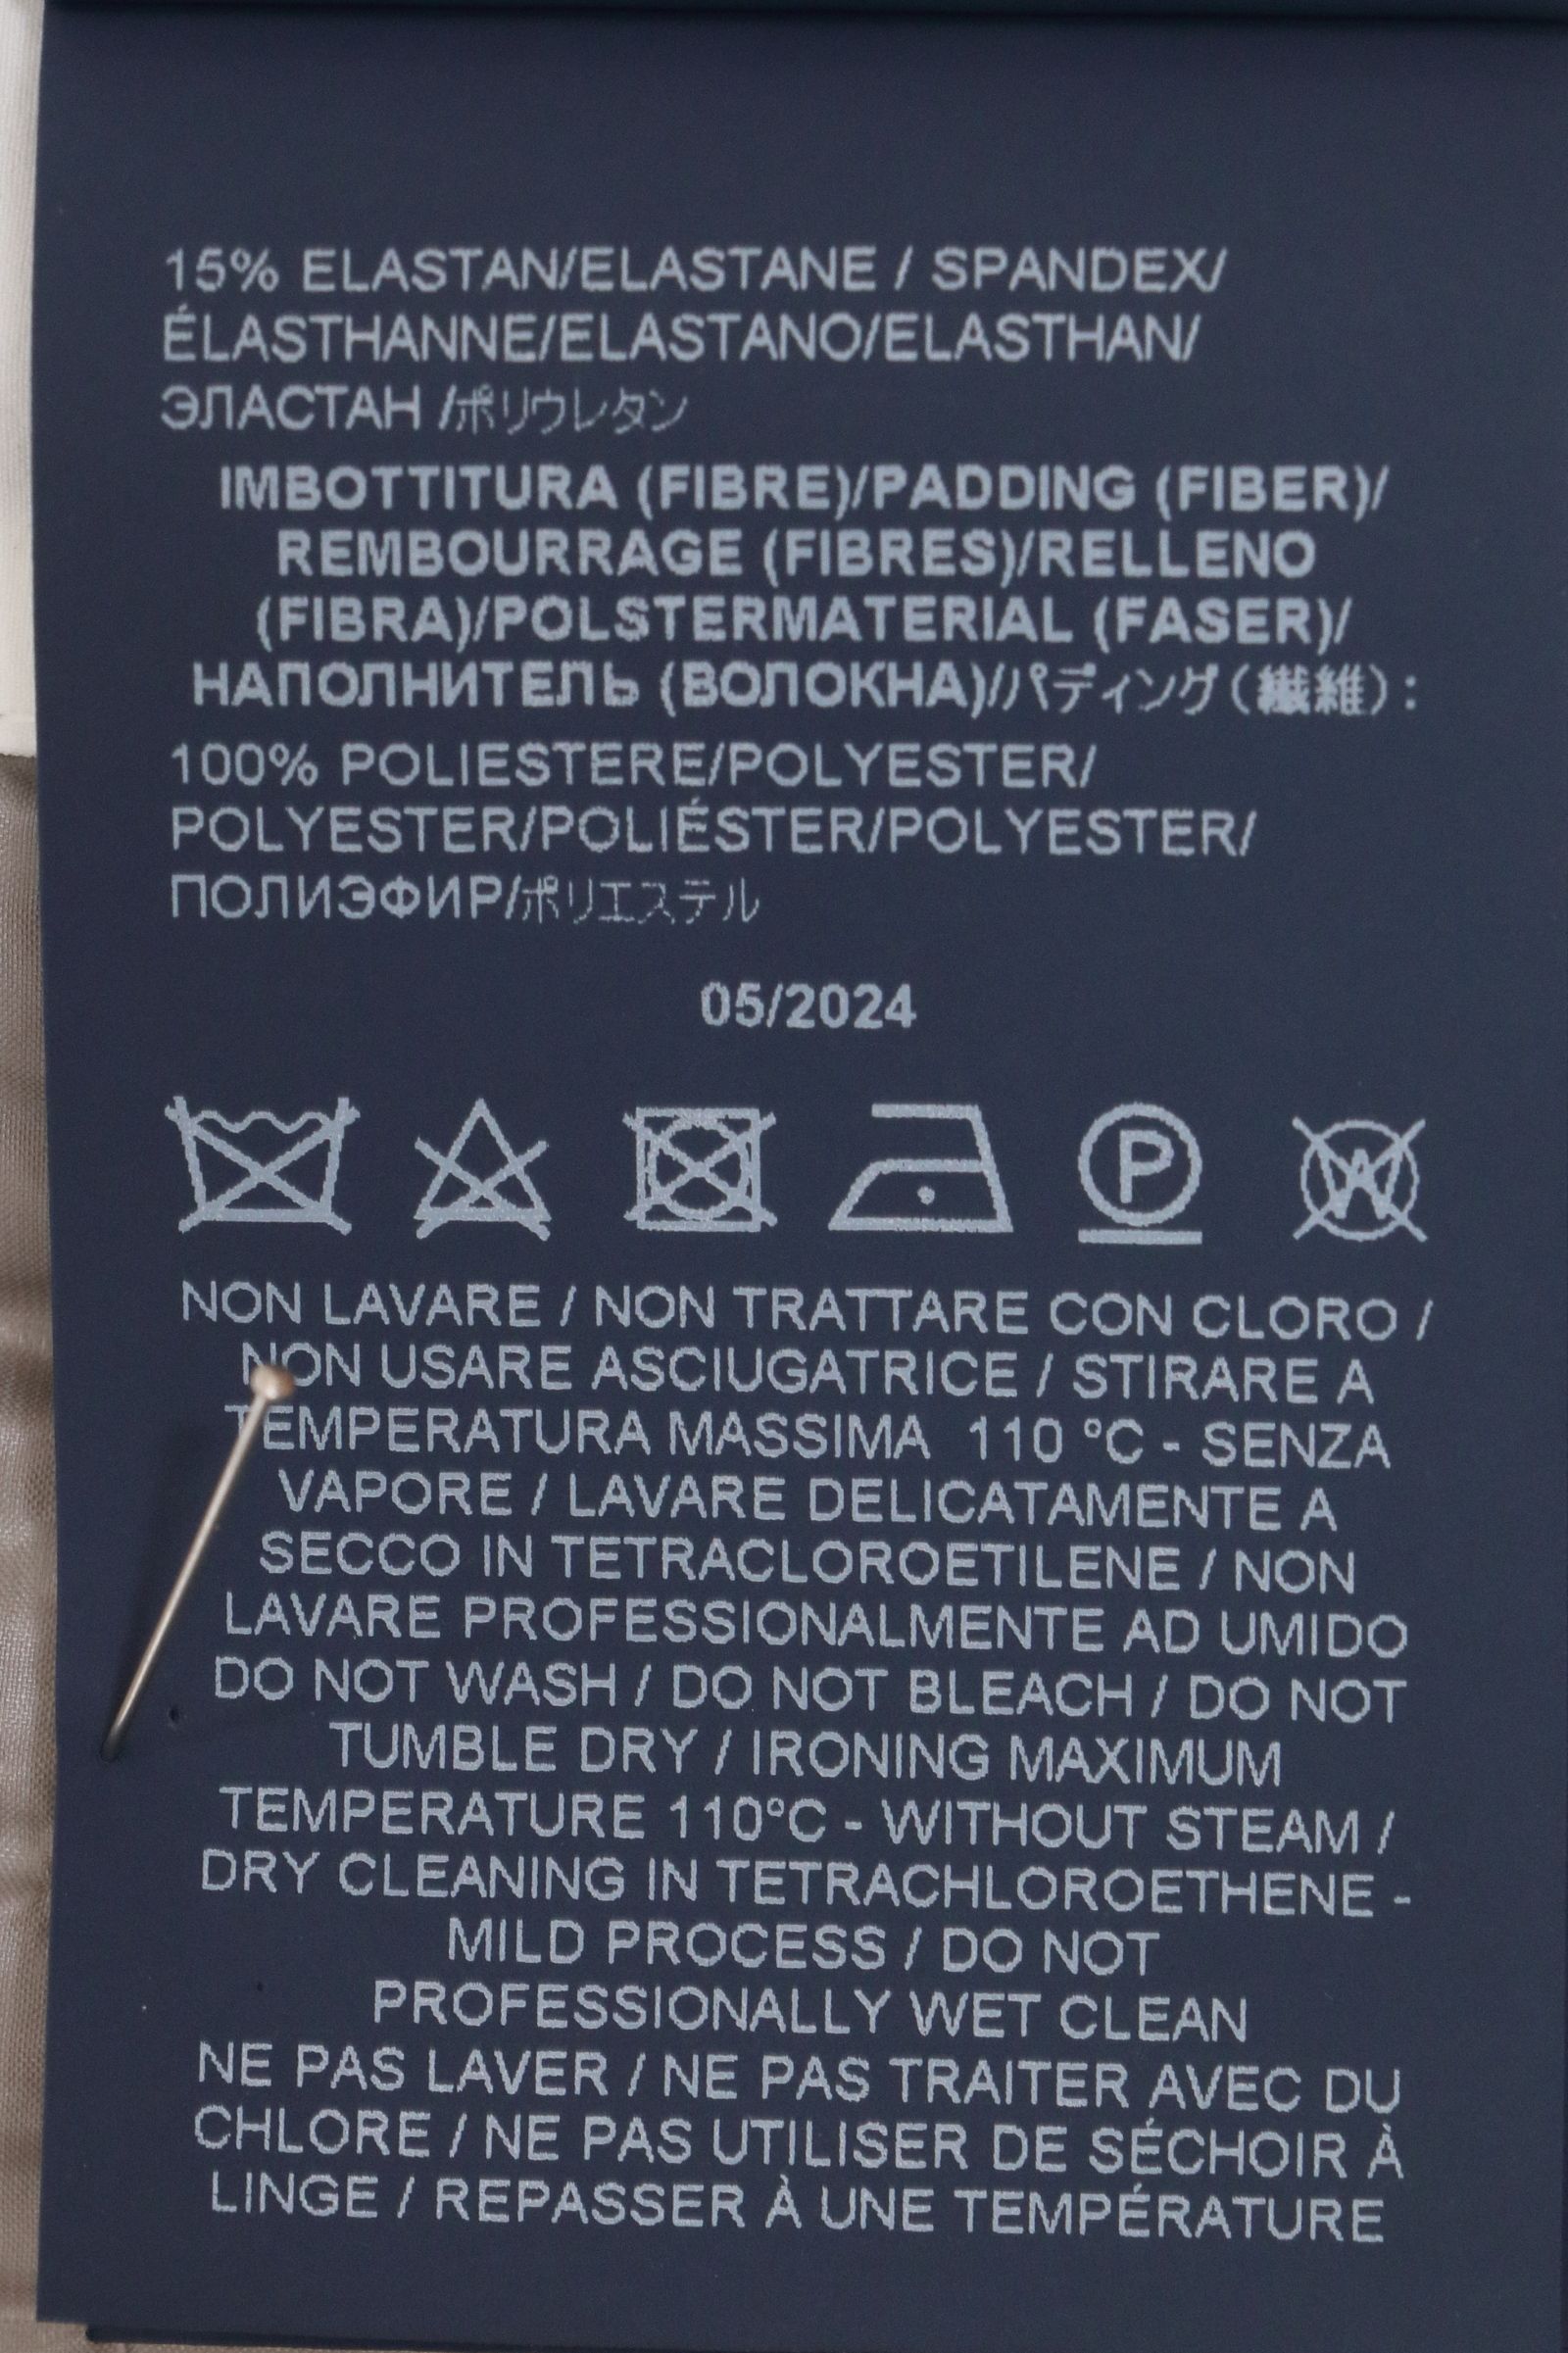 15% ELASTAN/ELASTANE / SPANDEX/
ÉLASTHANNE/ELASTANO/ELASTHAN/
ЭЛАСТАН /ポリウレタン
IMBOTTITURA (FIBRE)/PADDING (FIBER)/
REMBOURRAGE (FIBRES)/RELLENO
(FIBRA)/POLSTERMATERIAL (FASER)/
НАПОЛНИТЕЛЬ (ВОЛОКНА)/パディング(繊維):
100% POLIESTERE/POLYESTER/
POLYESTER/POLIÉSTER/POLYESTER/
ПОЛИЭФИР/ポリエステル
05/2024
P W
NON LAVARE / NON TRATTARE CON CLORO /
NON USARE ASCIUGATRICE / STIRARE A
TEMPERATURA MASSIMA 110 °C - SENZA
VAPORE / LAVARE DELICATAMENTE A
SECCO IN TETRACLOROETILENE / NON
LAVARE PROFESSIONALMENTE AD UMIDO
DO NOT WASH / DO NOT BLEACH / DO NOT
TUMBLE DRY / IRONING MAXIMUM
TEMPERATURE 110°C - WITHOUT STEAM /
DRY CLEANING IN TETRACHLOROETHENE -
MILD PROCESS / DO NOT
PROFESSIONALLY WET CLEAN
NE PAS LAVER / NE PAS TRAITER AVEC DU
CHLORE / NE PAS UTILISER DE SÉCHOIR À
LINGE / REPASSER À UNE TEMPÉRATURE